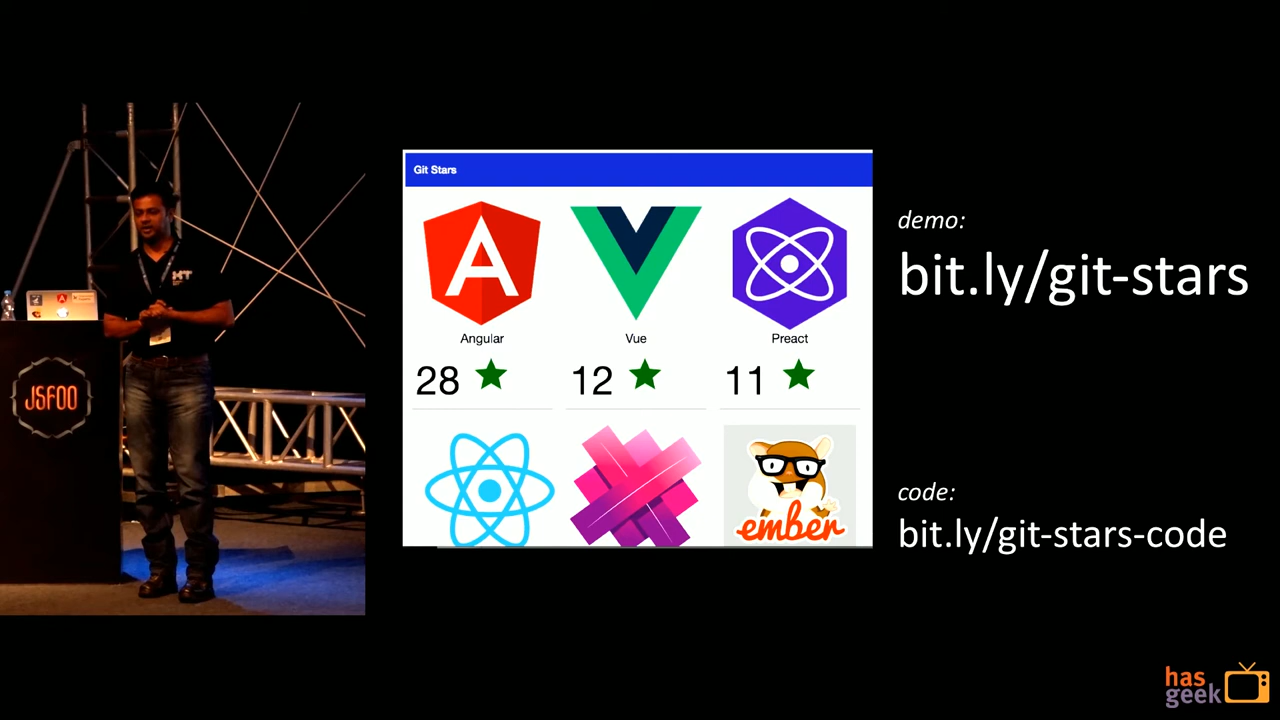 Git Stars
Angular
Vue
Preact
28
12
11
ember
demo:
bit.ly/git-stars
code:
bit.ly/git-stars-code
JSFOO
has
geek